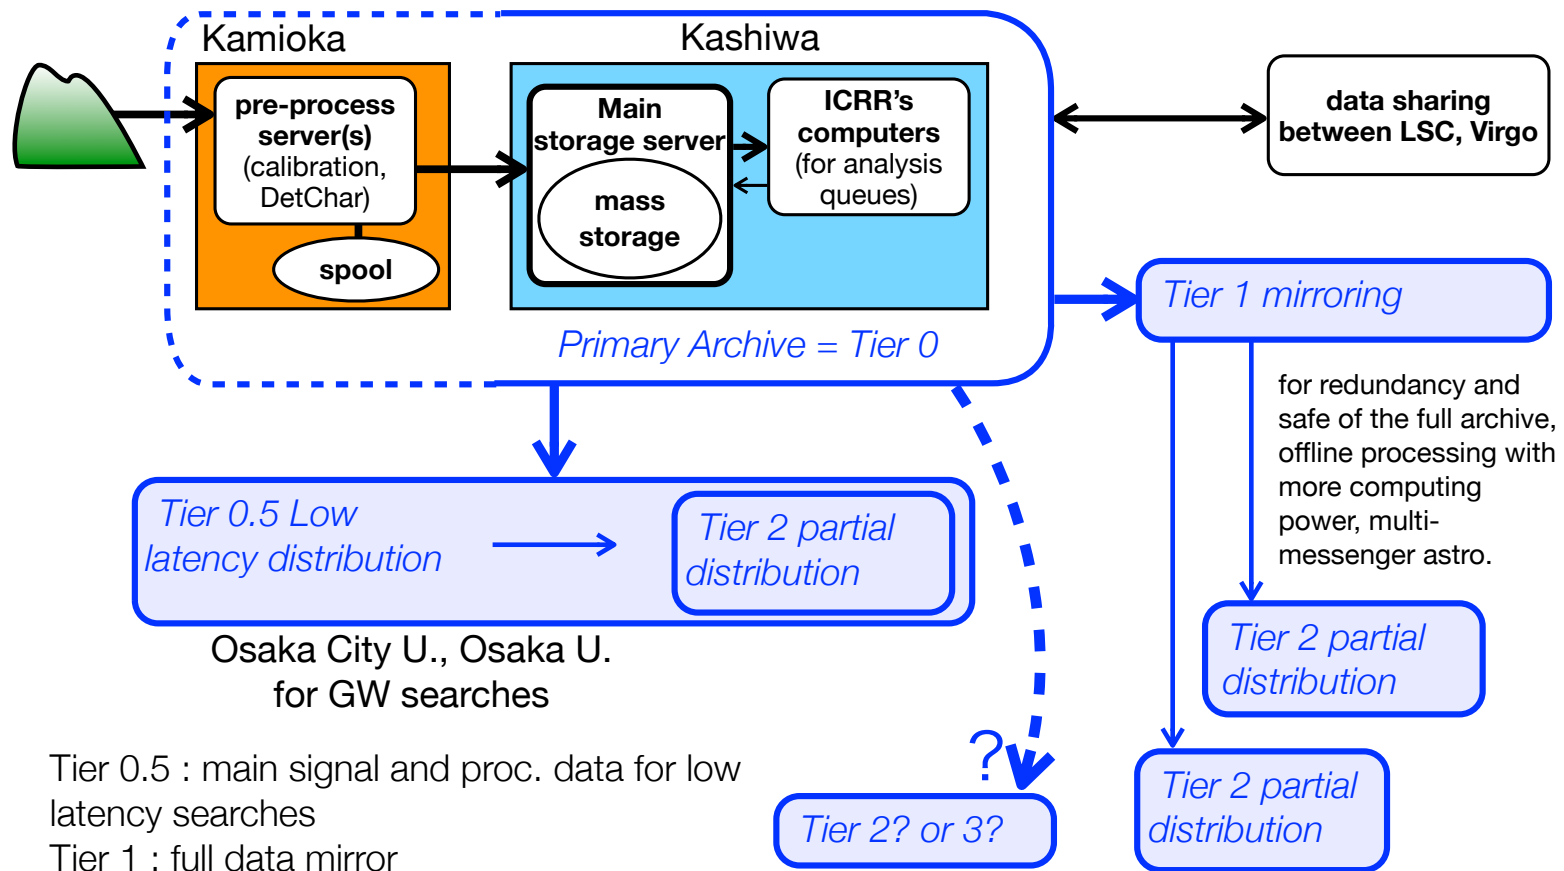 Kamioka
Kashiwa
pre-process
server(s)
(calibration,
DetChar)
spool
Main
storage server
mass
storage
ICRR's
computers
(for analysis
queues)
data sharing
between LSC, Virgo
Primary Archive = Tier 0
Tier 1 mirroring
for redundancy and
safe of the full archive,
offline processing with
more computing
power, multi-
messenger astro.
Tier 0.5 Low
latency distribution
Tier 2 partial
distribution
Osaka City U., Osaka U.
for GW searches
Tier 2 partial
distribution
?
Tier 2? or 3?
Tier 2 partial
distribution
Tier 0.5 : main signal and proc. data for low
latency searches
Tier 1 : full data mirror